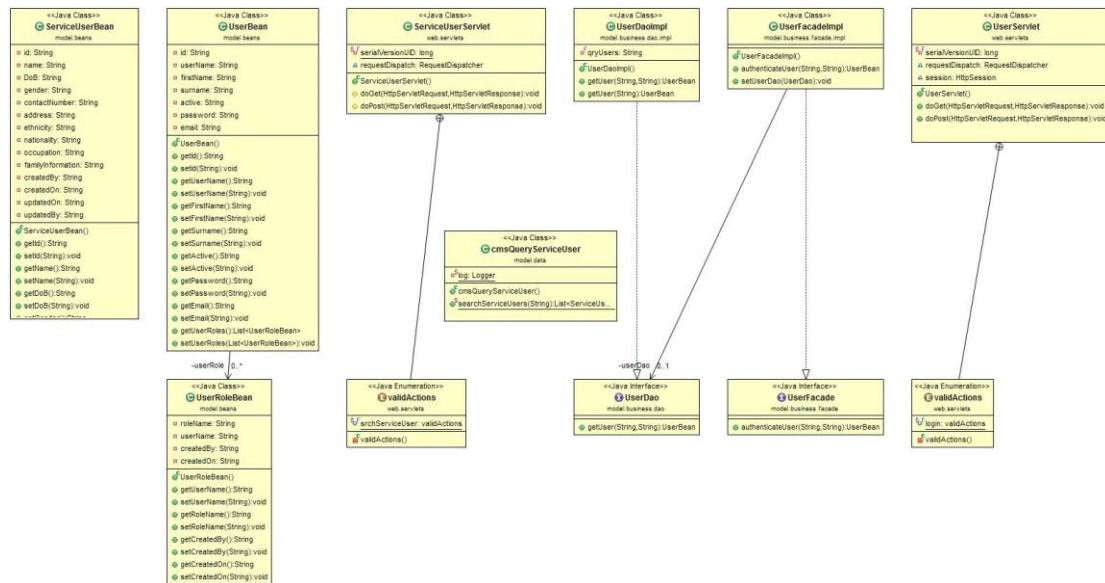 <<Java Class>>
ServiceUserBean
model.beans
id: String
name: String
DoB: String
gender: String
contactNumber: String
address: String
ethnicity: String
nationality: String
occupation: String
familyInformation: String
createdBy: String
createdOn: String
updatedOn: String
updatedBy: String
ServiceUserBean()
getId():String
setId(String):void
getName():String
setName(String):void
getDoB():String
setDoB(String):void
<<Java Class>>
UserBean
model.beans
id: String
userName: String
firstName: String
surname: String
active: String
password: String
email: String
UserBean()
getId():String
setId(String):void
getUserName():String
setUserName(String):void
getFirstName():String
setFirstName(String):void
getSurname():String
setSurname(String):void
getActive():String
setActive(String):void
getPassword():String
setPassword(String):void
getEmail():String
setEmail(String):void
getUserRoles():List<UserRoleBean>
setUserRoles(List<UserRoleBean>):void
-userRole 0..*
<<Java Class>>
UserRoleBean
model.beans
roleName: String
userName: String
createdBy: String
createdOn: String
UserRoleBean()
getUserName():String
setUserName(String):void
getRoleName():String
setRoleName(String):void
getCreatedBy():String
setCreatedBy(String):void
getCreatedOn():String
setCreatedOn(String):void
<<Java Class>>
ServiceUserServlet
web.servlets
serialVersionUID: long
requestDispatch: RequestDispatcher
ServiceUserServlet()
doGet(HttpServletRequest,HttpServletResponse):void
doPost(HttpServletRequest,HttpServletResponse):void
<<Java Class>>
cmsQueryServiceUser
model.data
log: Logger
cmsQueryServiceUser()
searchServiceUsers(String):List<ServiceUs...
<<Java Enumeration>>
validActions
web.servlets
srchServiceUser: validActions
validActions()
<<Java Class>>
UserDaoImpl
model.business.dao.impl
qryUsers: String
UserDaoImpl()
getUser(String,String):UserBean
getUser(String):UserBean
<<Java Class>>
UserFacadeImpl
model.business.facade.impl
UserFacadeImpl()
authenticateUser(String,String):UserBean
setUserDao(UserDao):void
-userDao 0..1
<<Java Interface>>
UserDao
model.business.dao
getUser(String,String):UserBean
<<Java Interface>>
UserFacade
model.business.facade
authenticateUser(String,String):UserBean
<<Java Class>>
UserServlet
web.servlets
serialVersionUID: long
requestDispatch: RequestDispatcher
session: HttpSession
UserServlet()
doGet(HttpServletRequest,HttpServletResponse):void
doPost(HttpServletRequest,HttpServletResponse):void
<<Java Enumeration>>
validActions
web.servlets
login: validActions
validActions()